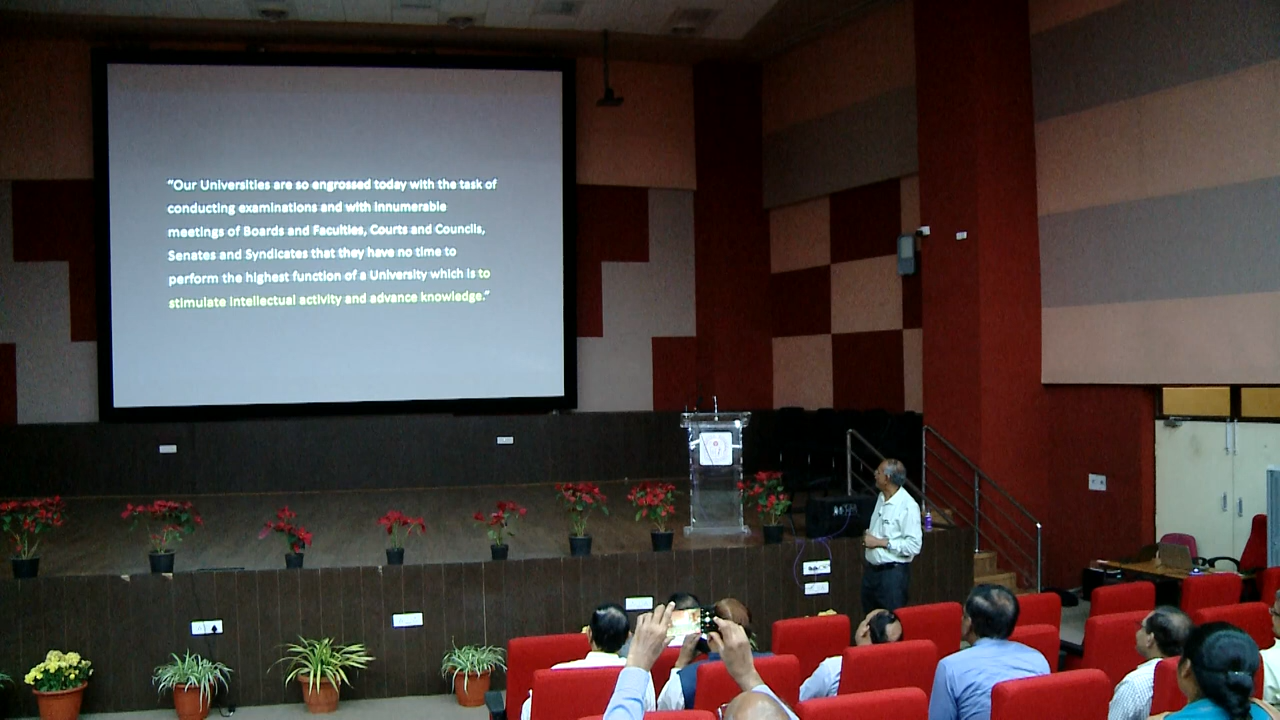 “Our Universities are so engrossed today with the task of
conducting examinations and with innumerable
meetings of Boards and Faculties, Courts and Councils,
Senates and Syndicates that they have no time to
perform the highest function of a University which is to
stimulate intellectual activity and advance knowledge.”